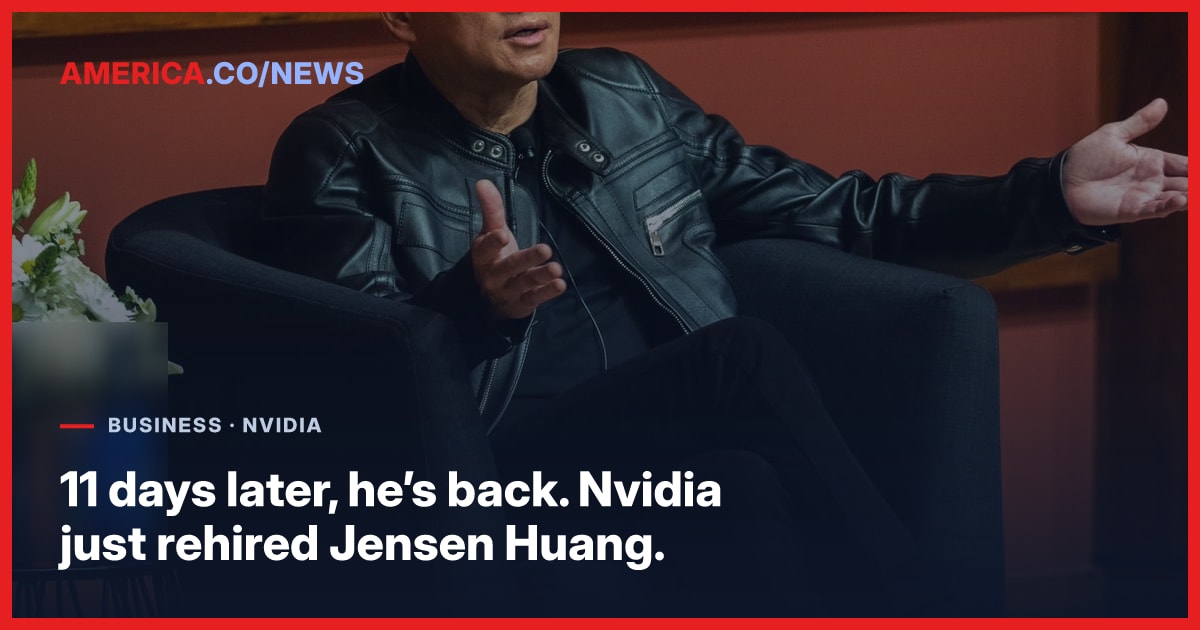 AMERICA.CO/NEWS
BUSINESS · NVIDIA
11 days later, he’s back. Nvidia
just rehired Jensen Huang.